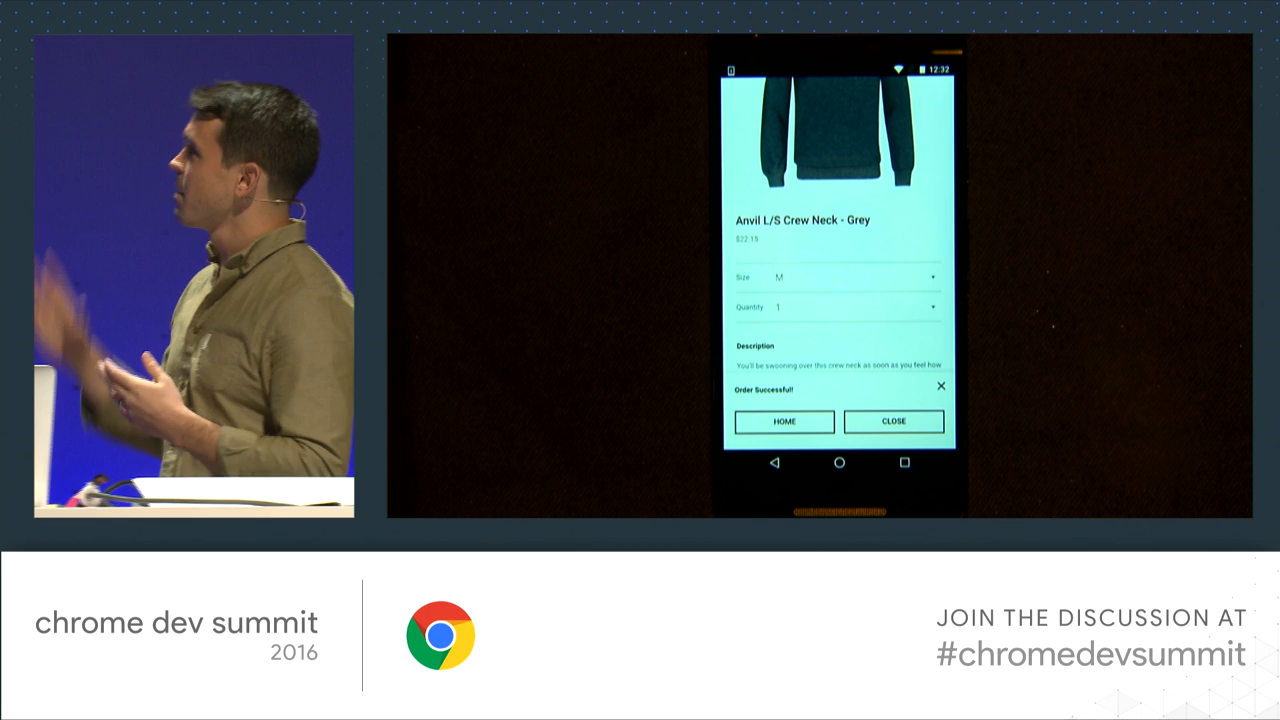 12:32
Anvil L/S Crew Neck - Grey
$22.15
Size M
Quantity 1
Description
You'll be swooning over this crew neck as soon as you feel how
Order Successful!
HOME CLOSE
chrome dev summit
2016
JOIN THE DISCUSSION AT
#chromedevsummit